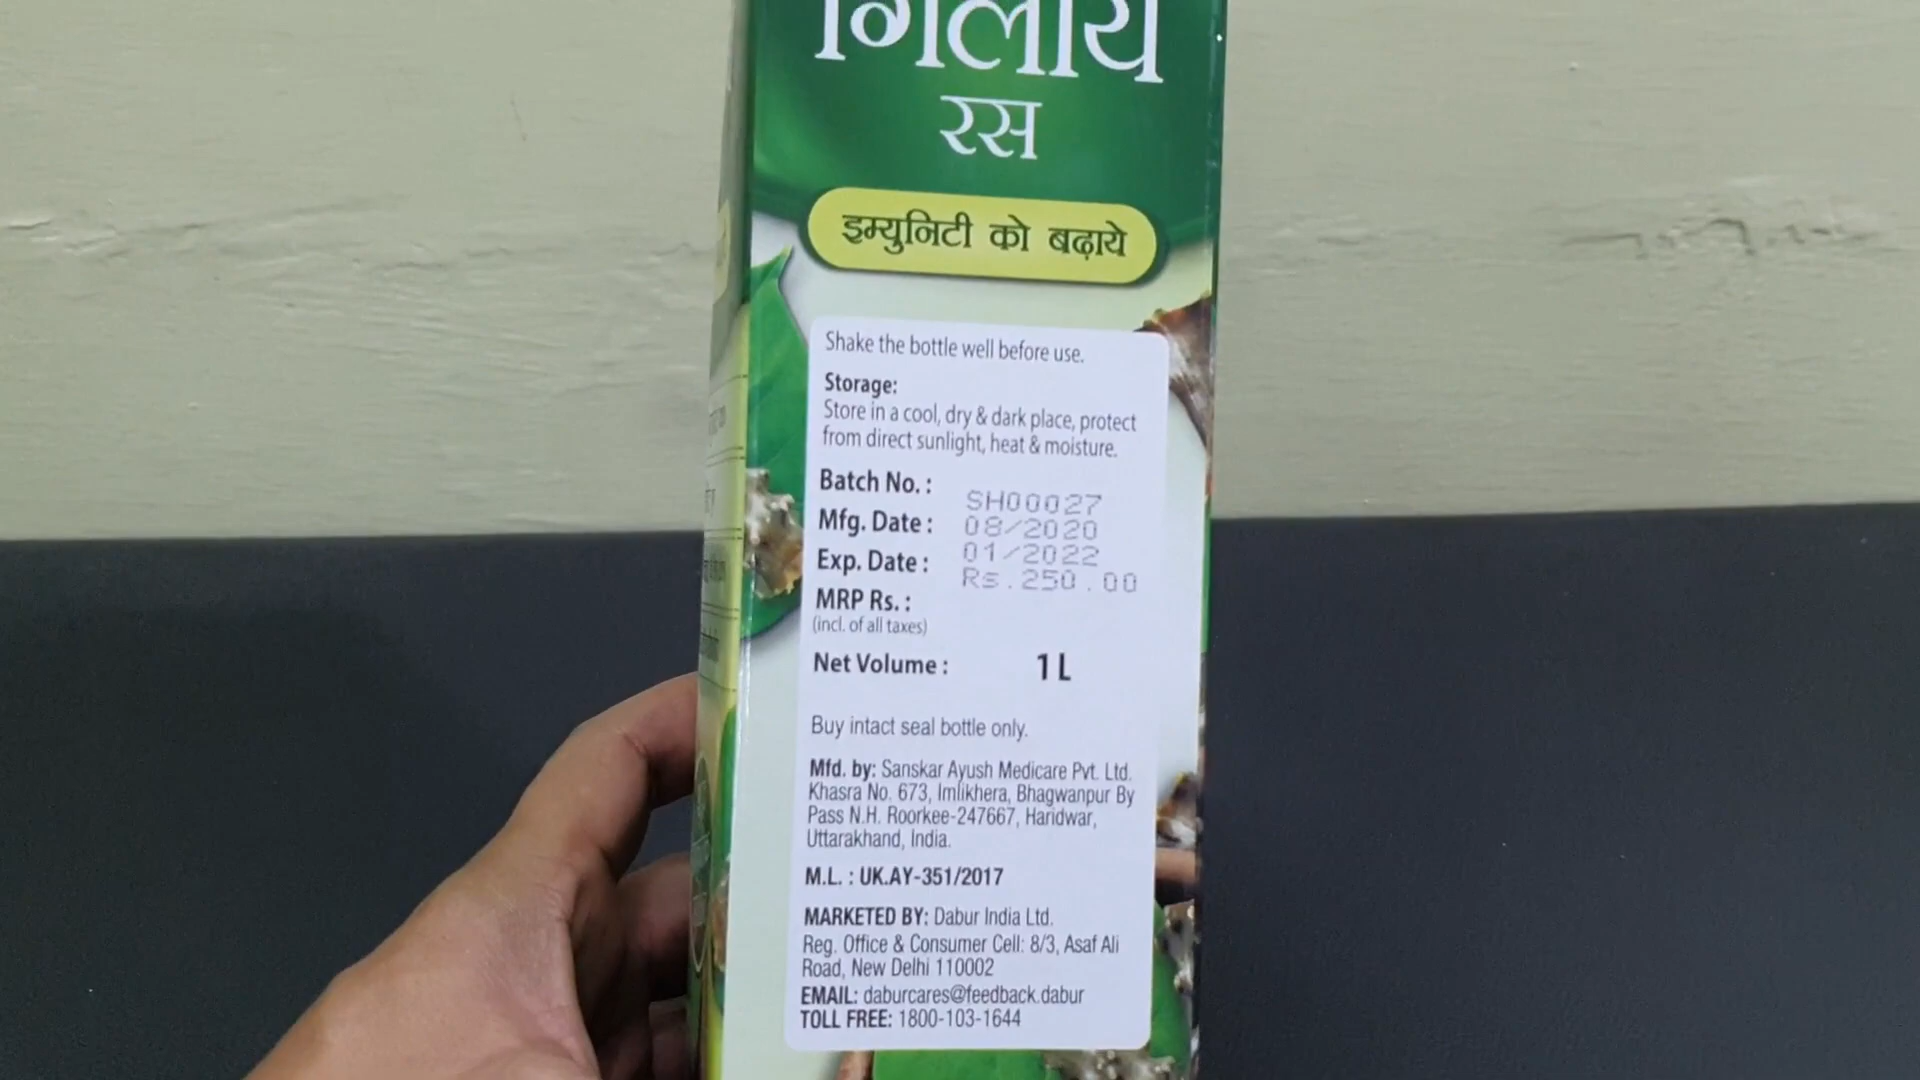 गिलोय
रस
इम्युनिटी को बढ़ाये
Shake the bottle well before use.
Storage:
Store in a cool, dry & dark place, protect
from direct sunlight, heat & moisture.
Batch No. : SH00027
Mfg. Date : 08/2020
Exp. Date : 01/2022
MRP Rs. : Rs.250.00
(incl. of all taxes)
Net Volume : 1 L
Buy intact seal bottle only.
Mfd. by: Sanskar Ayush Medicare Pvt. Ltd.
Khasra No. 673, Imlikhera, Bhagwanpur By
Pass N.H. Roorkee-247667, Haridwar,
Uttarakhand, India.
M.L. : UK.AY-351/2017
MARKETED BY: Dabur India Ltd.
Reg. Office & Consumer Cell: 8/3, Asaf Ali
Road, New Delhi 110002
EMAIL: daburcares@feedback.dabur
TOLL FREE: 1800-103-1644